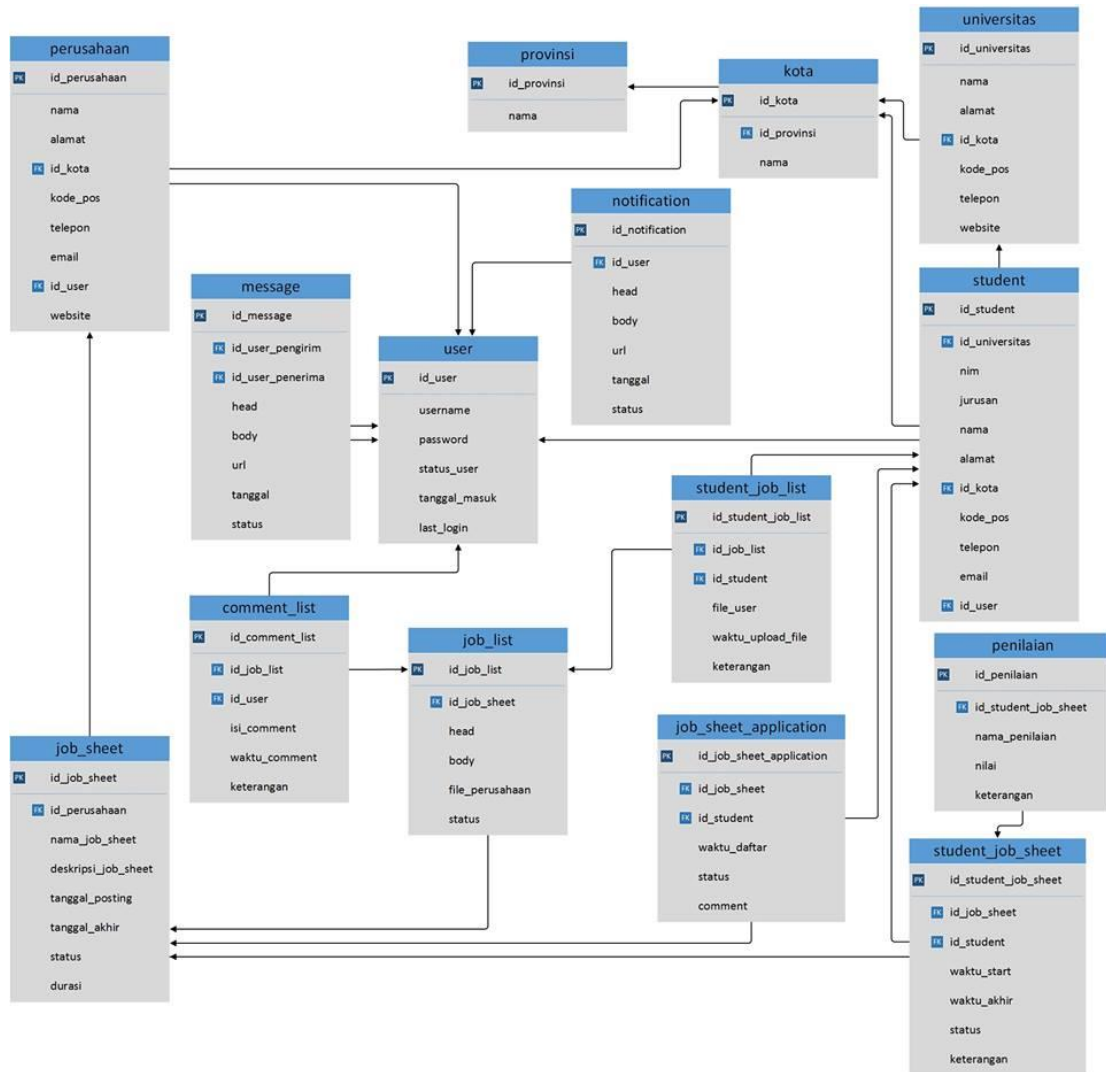 perusahaan
PK id_perusahaan
nama
alamat
FK id_kota
kode_pos
telepon
email
FK id_user
website
provinsi
PK id_provinsi
nama
kota
PK id_kota
FK id_provinsi
nama
universitas
PK id_universitas
nama
alamat
FK id_kota
kode_pos
telepon
website
notification
PK id_notification
FK id_user
head
body
url
tanggal
status
message
PK id_message
FK id_user_pengirim
FK id_user_penerima
head
body
url
tanggal
status
user
PK id_user
username
password
status_user
tanggal_masuk
last_login
student
PK id_student
FK id_universitas
nim
jurusan
nama
alamat
FK id_kota
kode_pos
telepon
email
FK id_user
student_job_list
PK id_student_job_list
FK id_job_list
FK id_student
file_user
waktu_upload_file
keterangan
comment_list
PK id_comment_list
FK id_job_list
FK id_user
isi_comment
waktu_comment
keterangan
job_list
PK id_job_list
FK id_job_sheet
head
body
file_perusahaan
status
penilaian
PK id_penilaian
FK id_student_job_sheet
nama_penilaian
nilai
keterangan
job_sheet_application
PK id_job_sheet_application
FK id_job_sheet
FK id_student
waktu_daftar
status
comment
job_sheet
PK id_job_sheet
FK id_perusahaan
nama_job_sheet
deskripsi_job_sheet
tanggal_posting
tanggal_akhir
status
durasi
student_job_sheet
PK id_student_job_sheet
FK id_job_sheet
FK id_student
waktu_start
waktu_akhir
status
keterangan